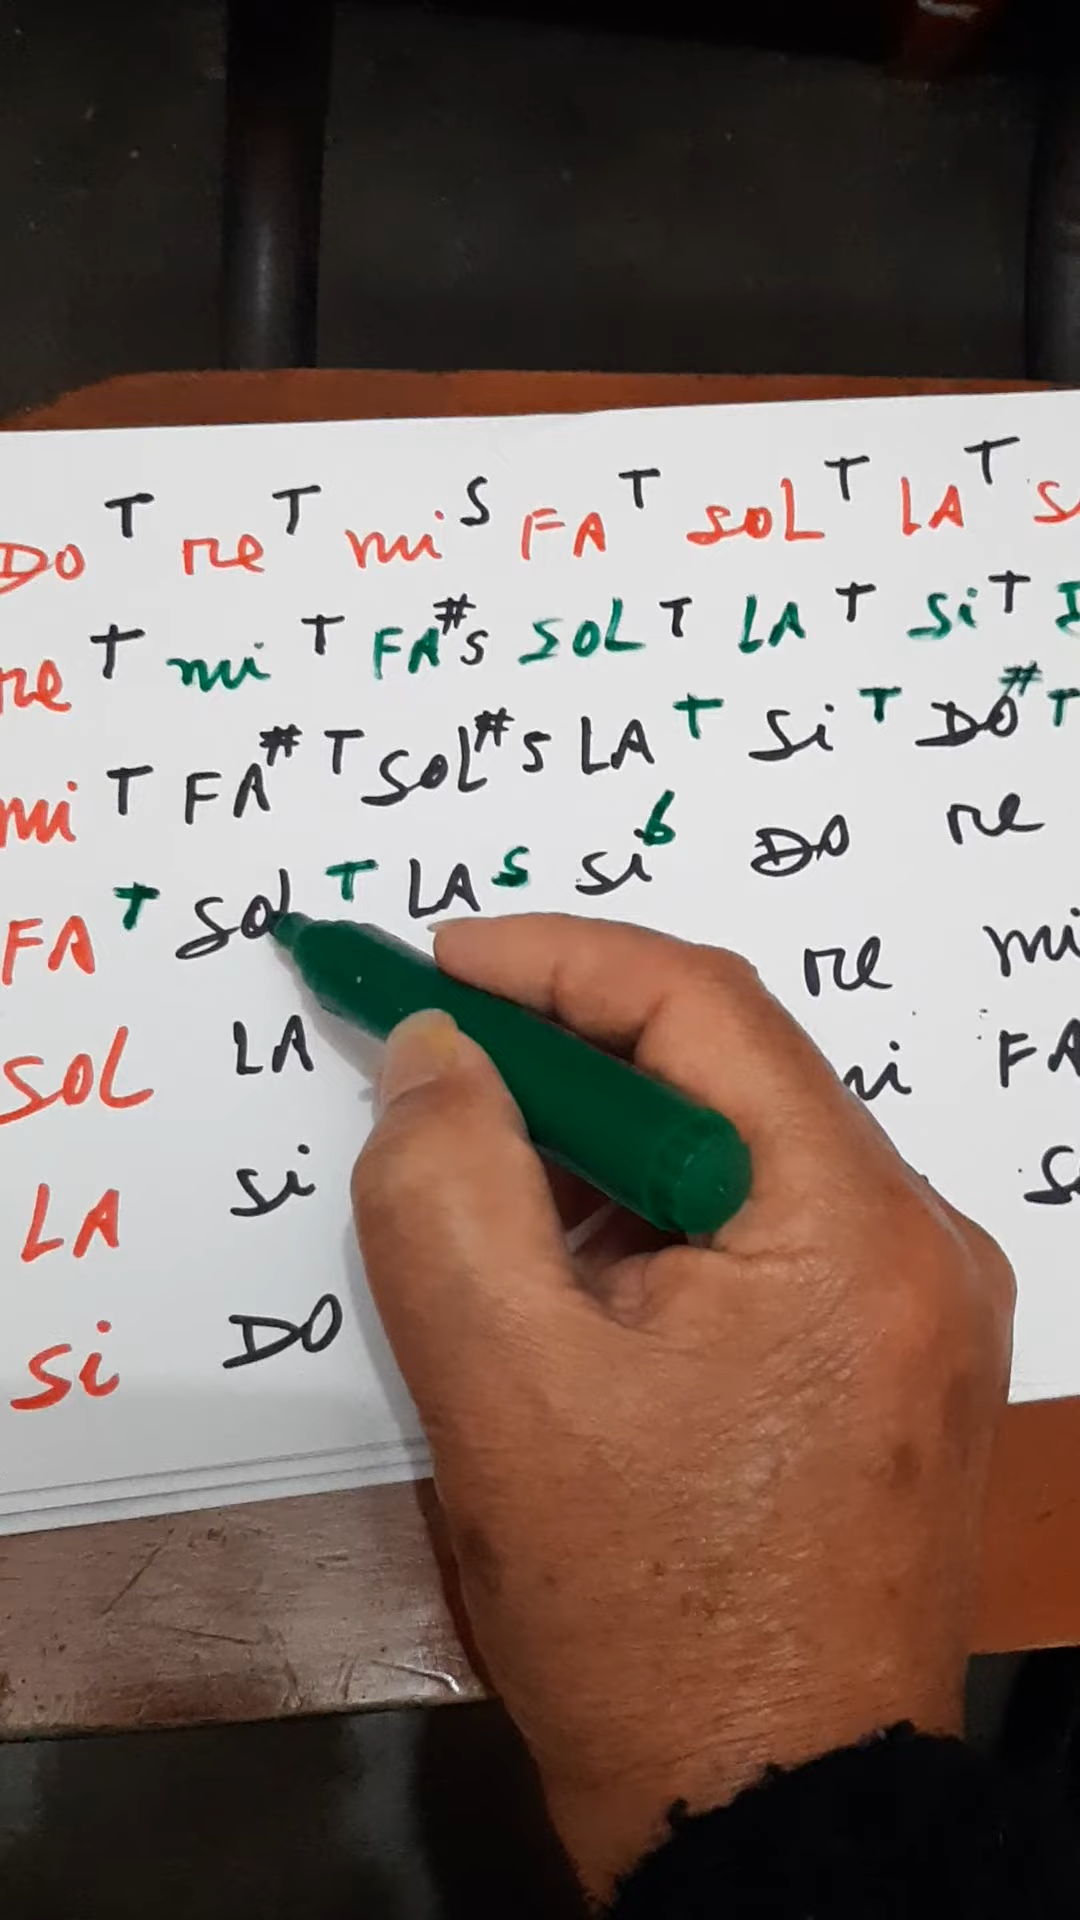 DO T re T mi S FA T SOL T LA T
re T mi T FA# S SOL T LA T Si T
mi T FA# T SOL# S LA T Si T DO# T
FA T SOL T LA S Si b DO re
SOL LA re mi
LA Si FA
Si DO